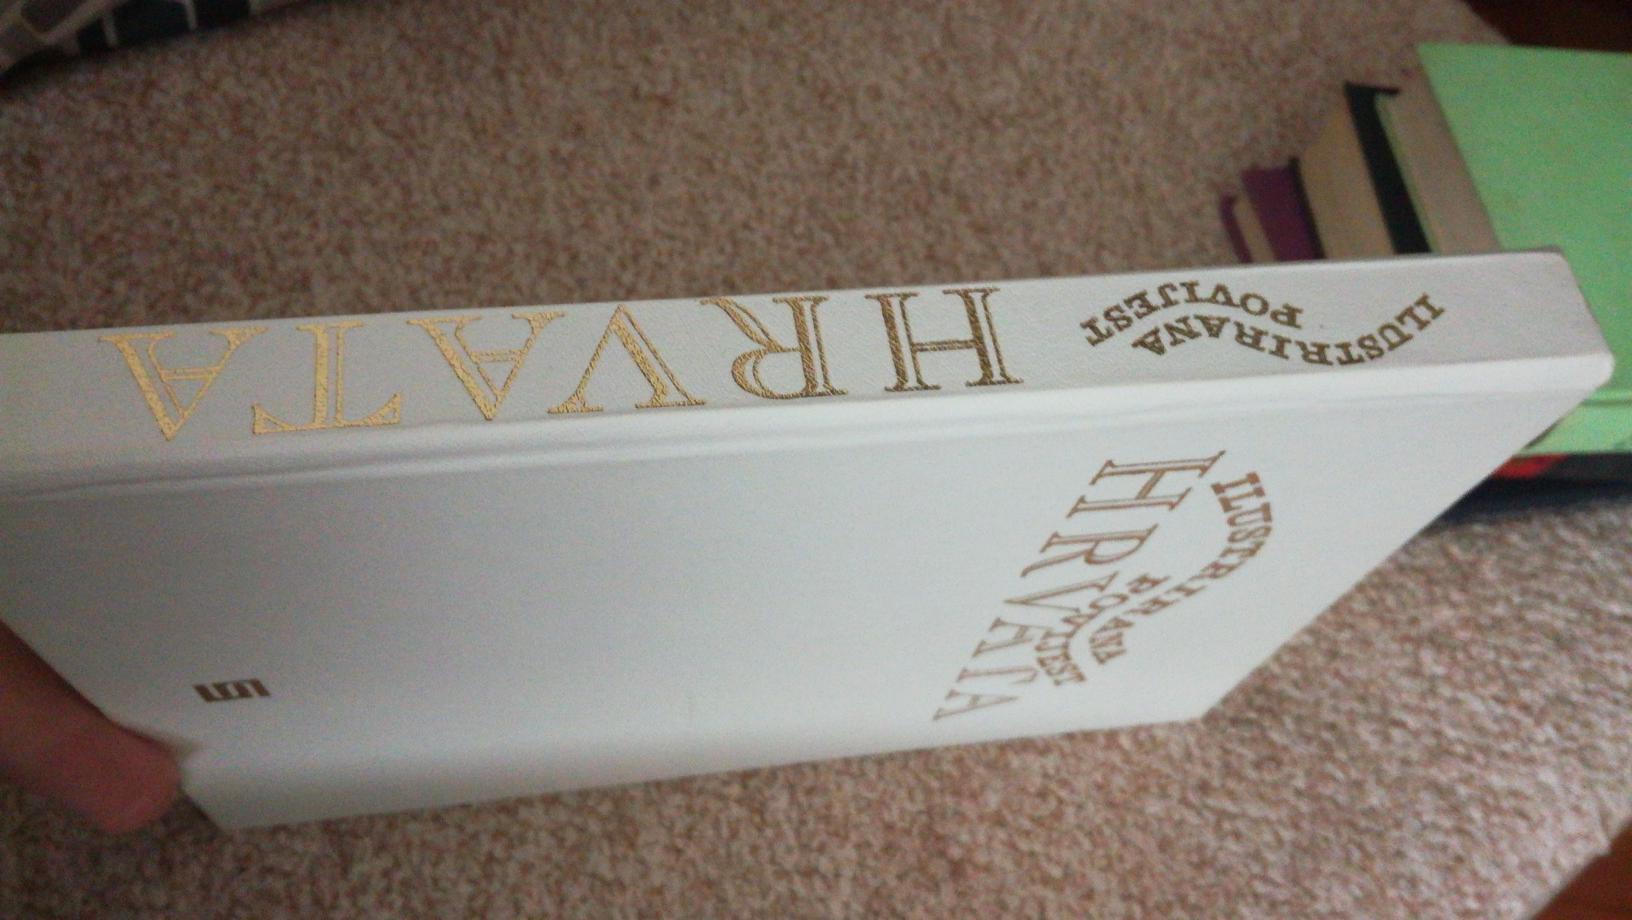 ILUSTRIRANA
POVIJEST
HRVATA
ILUSTRIRANA
POVIJEST
HRVATA